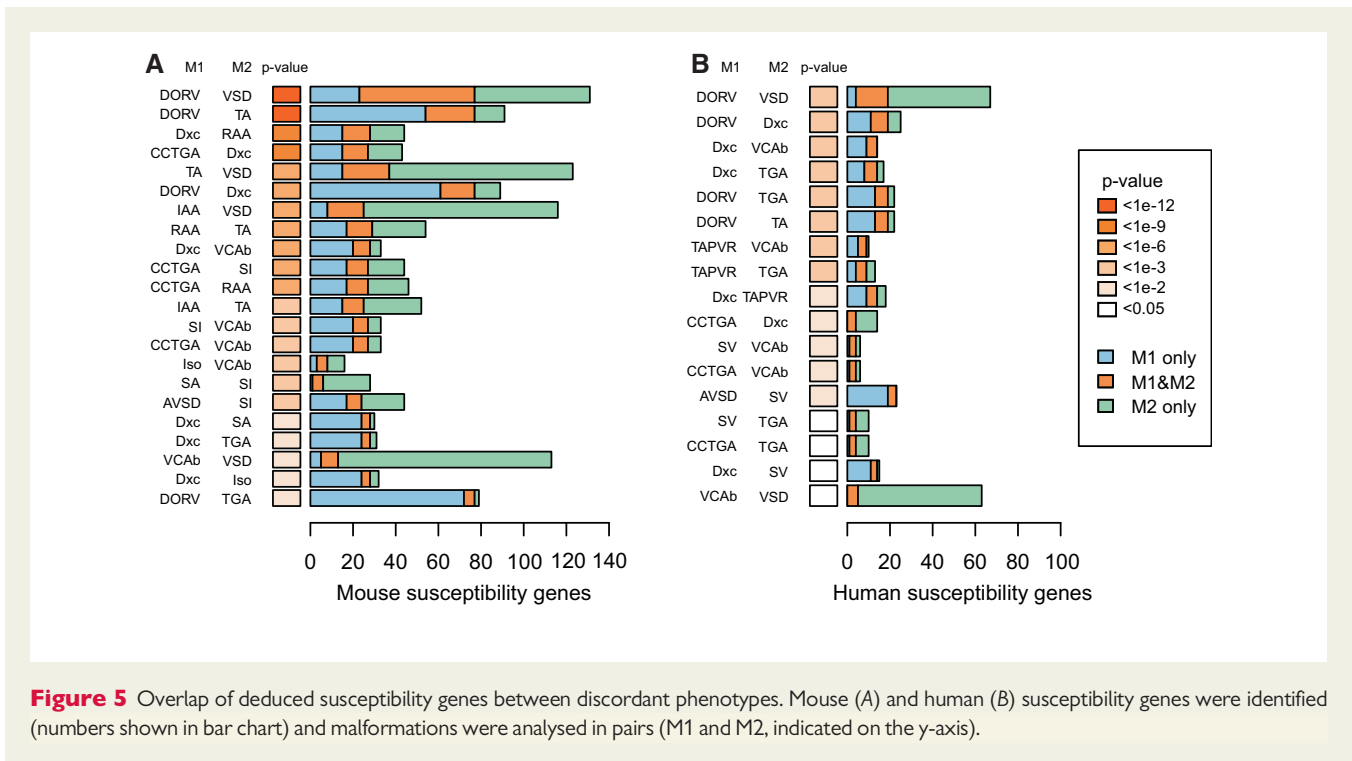 A M1 M2 p-value
DORV VSD
DORV TA
Dxc RAA
CCTGA Dxc
TA VSD
DORV Dxc
IAA VSD
RAA TA
Dxc VCAb
CCTGA SI
CCTGA RAA
IAA TA
SI VCAb
CCTGA VCAb
Iso VCAb
SA SI
AVSD SI
Dxc SA
Dxc TGA
VCAb VSD
Dxc Iso
DORV TGA
0 20 40 60 80 100 120 140
Mouse susceptibility genes
B M1 M2 p-value
DORV VSD
DORV Dxc
Dxc VCAb
Dxc TGA
DORV TGA
DORV TA
TAPVR VCAb
TAPVR TGA
Dxc TAPVR
CCTGA Dxc
SV VCAb
CCTGA VCAb
AVSD SV
SV TGA
CCTGA TGA
Dxc SV
VCAb VSD
0 20 40 60 80 100
Human susceptibility genes
p-value
<1e-12
<1e-9
<1e-6
<1e-3
<1e-2
<0.05
M1 only
M1&M2
M2 only
Figure 5 Overlap of deduced susceptibility genes between discordant phenotypes. Mouse (A) and human (B) susceptibility genes were identified
(numbers shown in bar chart) and malformations were analysed in pairs (M1 and M2, indicated on the y-axis).